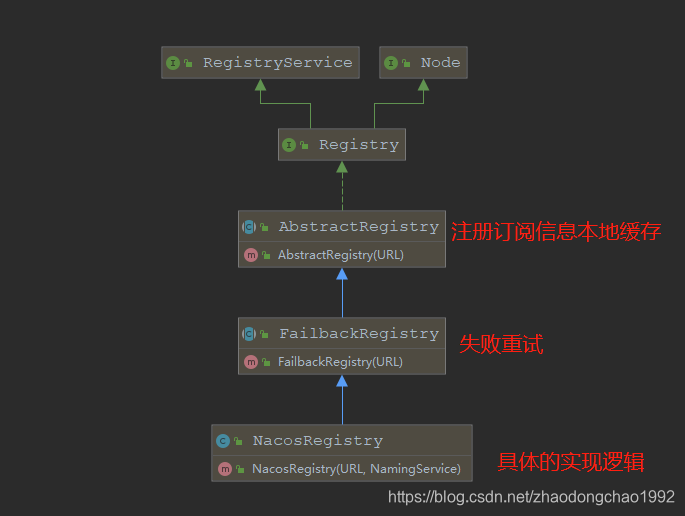 RegistryService
Node
Registry
AbstractRegistry
AbstractRegistry(URL)
注册订阅信息本地缓存
FailbackRegistry
FailbackRegistry(URL)
失败重试
NacosRegistry
NacosRegistry(URL, NamingService)
具体的实现逻辑
https://blog.csdn.net/zhaodongchao1992